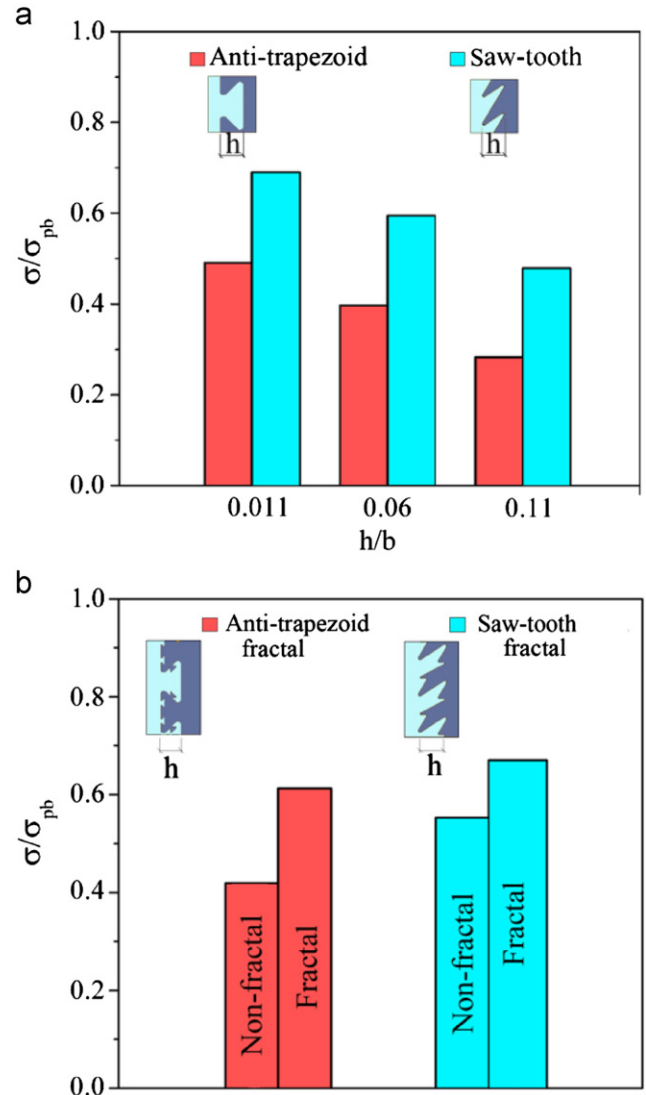 a
1.0
Anti-trapezoid
Saw-tooth
h
h
0.8
0.6
0.4
0.2
0.0
σ/σpb
0.011
0.06
0.11
h/b
b
1.0
Anti-trapezoid
fractal
Saw-tooth
fractal
h
h
0.8
0.6
0.4
0.2
0.0
σ/σpb
Non-fractal
Fractal
Non-fractal
Fractal